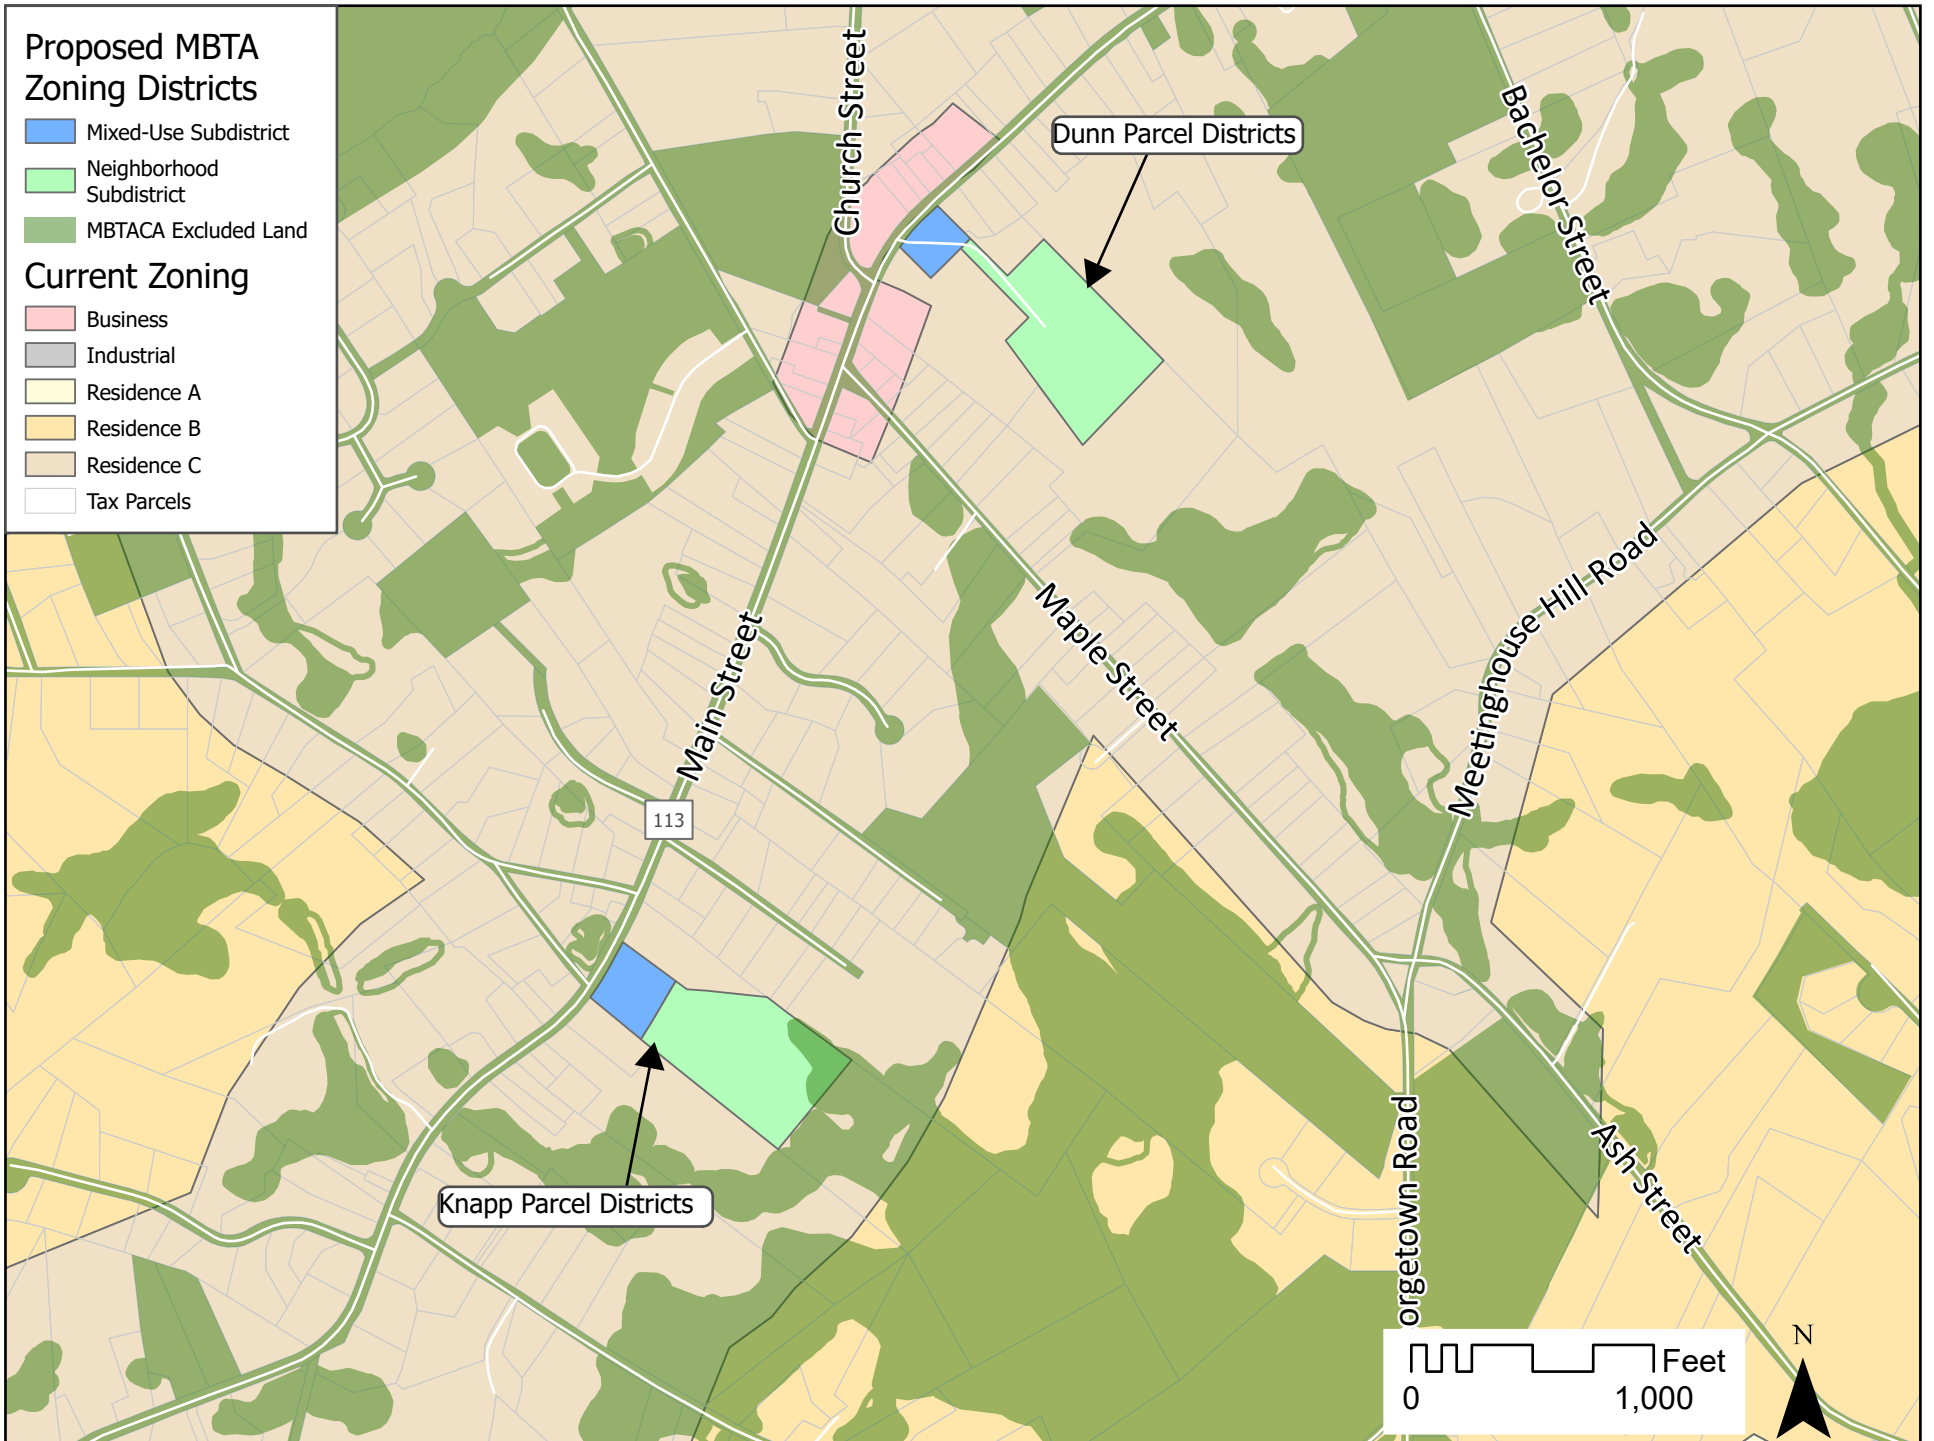 Proposed MBTA
Zoning Districts
Mixed-Use Subdistrict
Neighborhood
Subdistrict
MBTACA Excluded Land
Current Zoning
Business
Industrial
Residence A
Residence B
Residence C
Tax Parcels
Church Street
Dunn Parcel Districts
Bachelor Street
Main Street
Maple Street
Meetinghouse Hill Road
113
Knapp Parcel Districts
orgetown Road
Ash Street
N
Feet
0 1,000